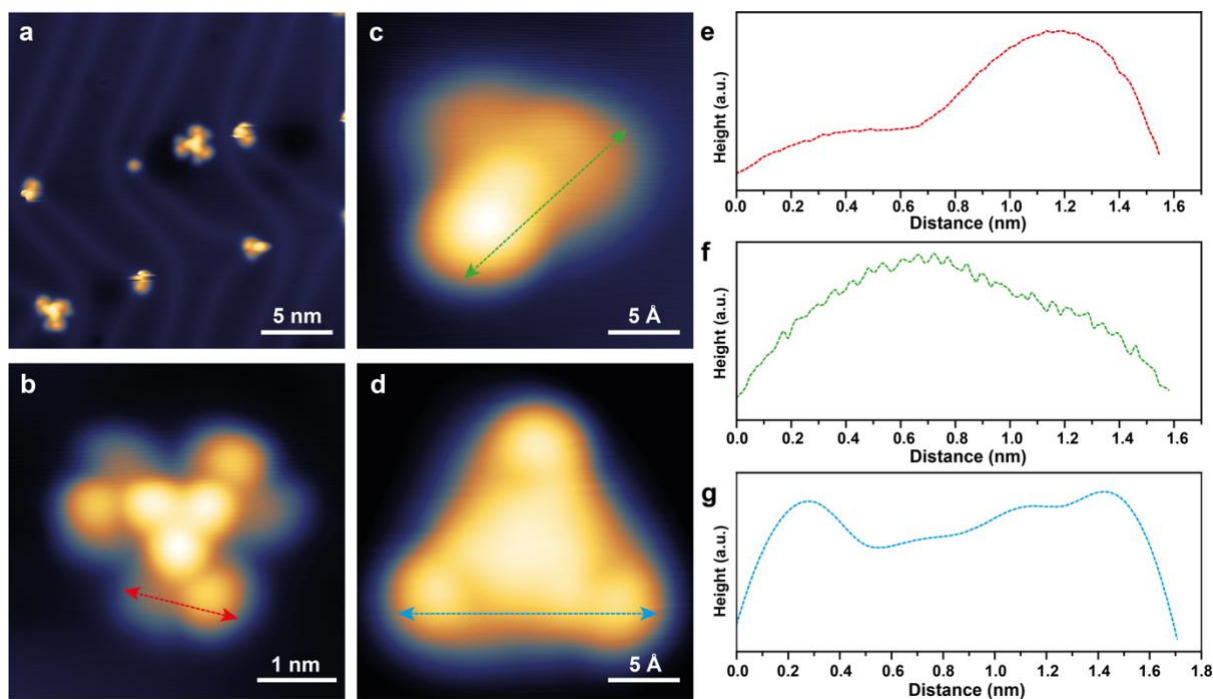 a
5 nm
b
1 nm
c
5 Å
d
5 Å
e
Height (a.u.)
0.0 0.2 0.4 0.6 0.8 1.0 1.2 1.4 1.6
Distance (nm)
f
Height (a.u.)
0.0 0.2 0.4 0.6 0.8 1.0 1.2 1.4 1.6
Distance (nm)
g
Height (a.u.)
0.0 0.2 0.4 0.6 0.8 1.0 1.2 1.4 1.6 1.8
Distance (nm)